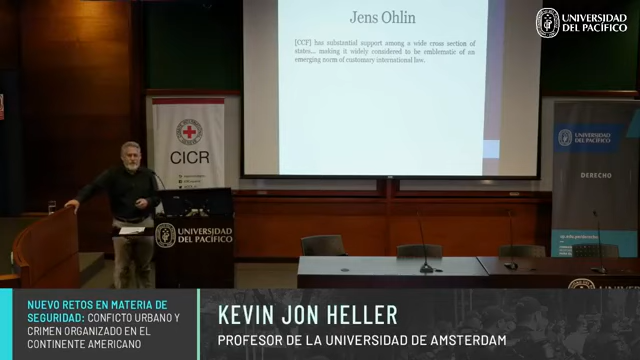 Jens Ohlin
[CCF] has substantial support among a wide cross section of
states... making it widely considered to be emblematic of an
emerging norm of customary international law.
UNIVERSIDAD
DEL PACÍFICO
CICR
UNIVERSIDAD
DEL PACÍFICO
DERECHO
UNIVERSIDAD
DEL PACÍFICO
UNIVERSIDAD
NUEVO RETOS EN MATERIA DE
SEGURIDAD: CONFICTO URBANO Y
CRIMEN ORGANIZADO EN EL
CONTINENTE AMERICANO
KEVIN JON HELLER
PROFESOR DE LA UNIVERSIDAD DE AMSTERDAM